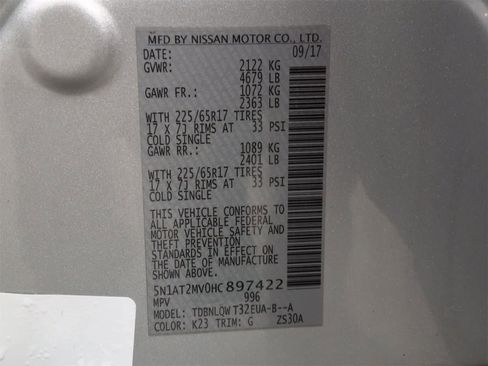 MFD BY NISSAN MOTOR CO., LTD.
DATE: 09/17
GVWR: 2122 KG
4679 LB
GAWR FR.: 1072 KG
2363 LB
WITH 225/65R17 TIRES
17 X 7J RIMS AT 33 PSI
COLD SINGLE
GAWR RR.: 1089 KG
2401 LB
WITH 225/65R17 TIRES
17 X 7J RIMS AT 33 PSI
COLD SINGLE
THIS VEHICLE CONFORMS TO
ALL APPLICABLE FEDERAL
MOTOR VEHICLE SAFETY AND
THEFT PREVENTION
STANDARDS IN EFFECT ON
THE DATE OF MANUFACTURE
SHOWN ABOVE.
5N1AT2MV0HC897422
MPV 996
MODEL: TDBNLQW T32EUA-B--A
COLOR: K23 TRIM: G ZS30A